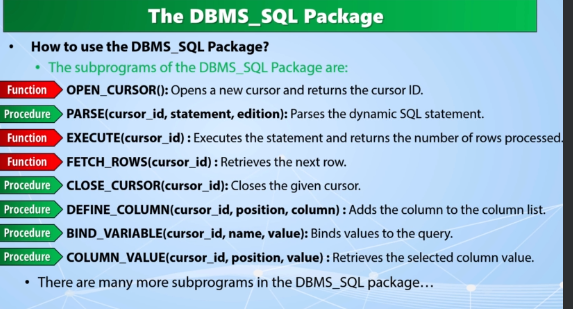 The DBMS_SQL Package
• How to use the DBMS_SQL Package?
• The subprograms of the DBMS_SQL Package are:
Function OPEN_CURSOR(): Opens a new cursor and returns the cursor ID.
Procedure PARSE(cursor_id, statement, edition): Parses the dynamic SQL statement.
Function EXECUTE(cursor_id) : Executes the statement and returns the number of rows processed.
Function FETCH_ROWS(cursor_id) : Retrieves the next row.
Procedure CLOSE_CURSOR(cursor_id): Closes the given cursor.
Procedure DEFINE_COLUMN(cursor_id, position, column) : Adds the column to the column list.
Procedure BIND_VARIABLE(cursor_id, name, value): Binds values to the query.
Procedure COLUMN_VALUE(cursor_id, position, value) : Retrieves the selected column value.
• There are many more subprograms in the DBMS_SQL package…